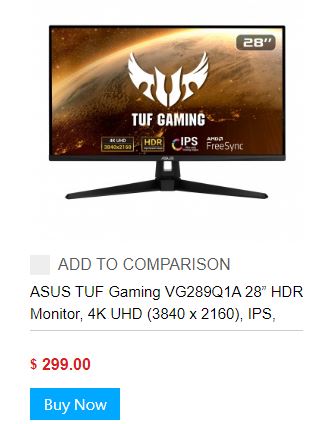 28”
TUF GAMING
4K UHD
3840x2160
HDR
IPS
AMD
FreeSync
ASUS
ADD TO COMPARISON
ASUS TUF Gaming VG289Q1A 28” HDR
Monitor, 4K UHD (3840 x 2160), IPS,
$ 299.00
Buy Now